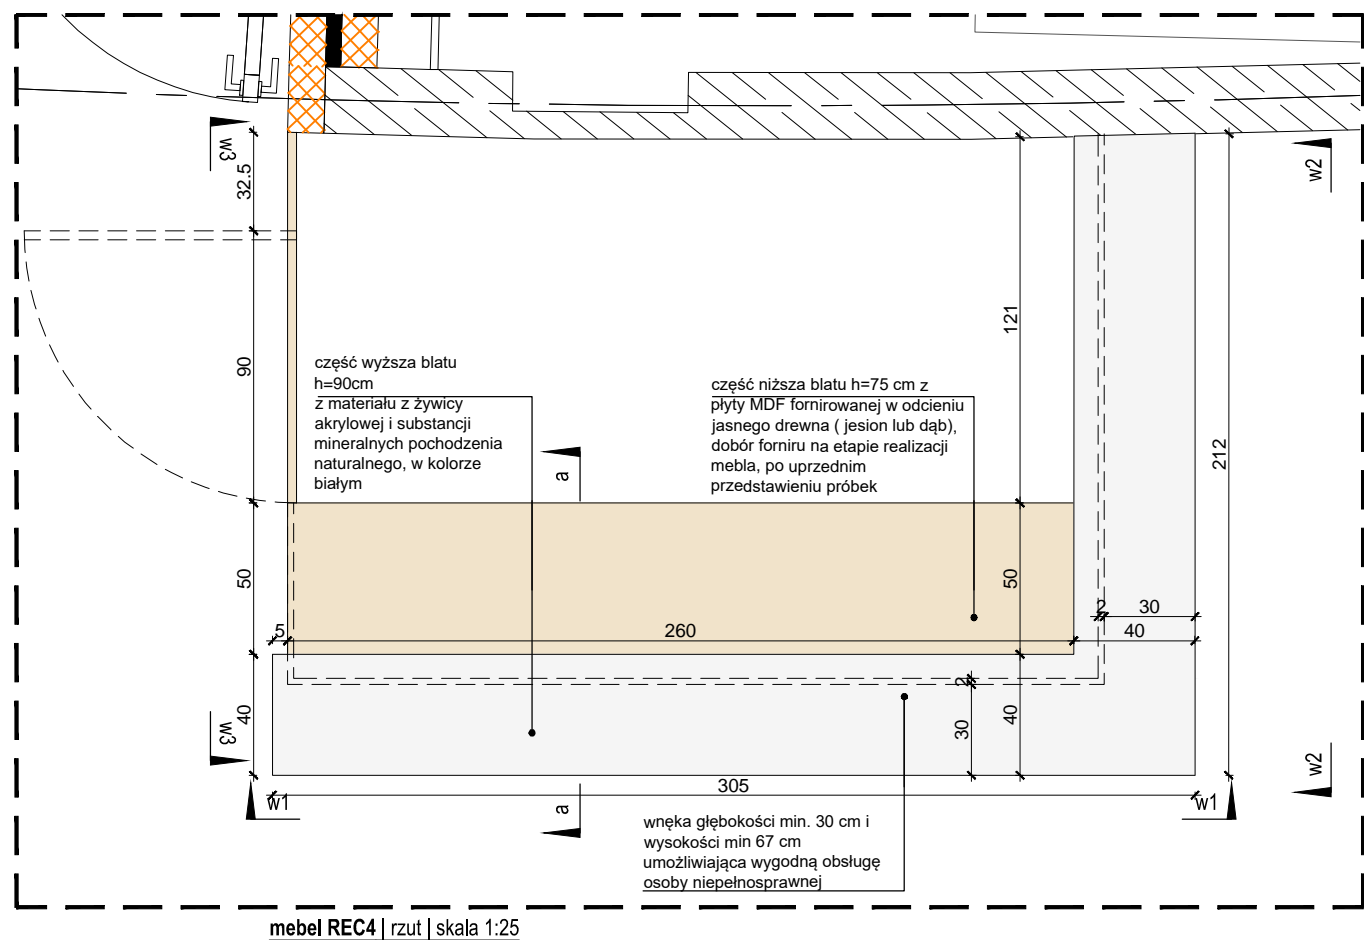 w3
w2
32.5
90
121
212
część wyższa blatu
h=90cm
z materiału z żywicy
akrylowej i substancji
mineralnych pochodzenia
naturalnego, w kolorze
białym
część niższa blatu h=75 cm z
płyty MDF fornirowanej w odcieniu
jasnego drewna ( jesion lub dąb),
dobór forniru na etapie realizacji
mebla, po uprzednim
przedstawieniu próbek
a
50
50
2
30
5
260
40
2
40
w3
30
40
w2
305
w1
w1
a
wnęka głębokości min. 30 cm i
wysokości min 67 cm
umożliwiająca wygodną obsługę
osoby niepełnosprawnej
mebel REC4 | rzut | skala 1:25